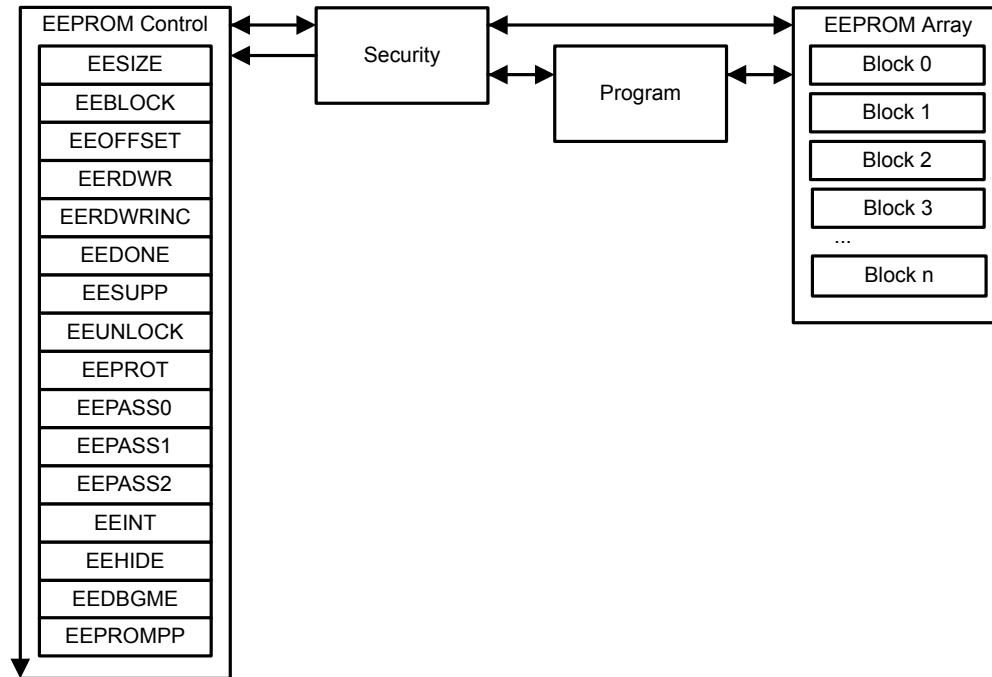 EEPROM Control
EESIZE
EEBLOCK
EEOFFSET
EERDWR
EERDWRINC
EEDONE
EESUPP
EEUNLOCK
EEPROT
EEPASS0
EEPASS1
EEPASS2
EEINT
EEHIDE
EEDBGME
EEPROMPP
Security
Program
EEPROM Array
Block 0
Block 1
Block 2
Block 3
...
Block n